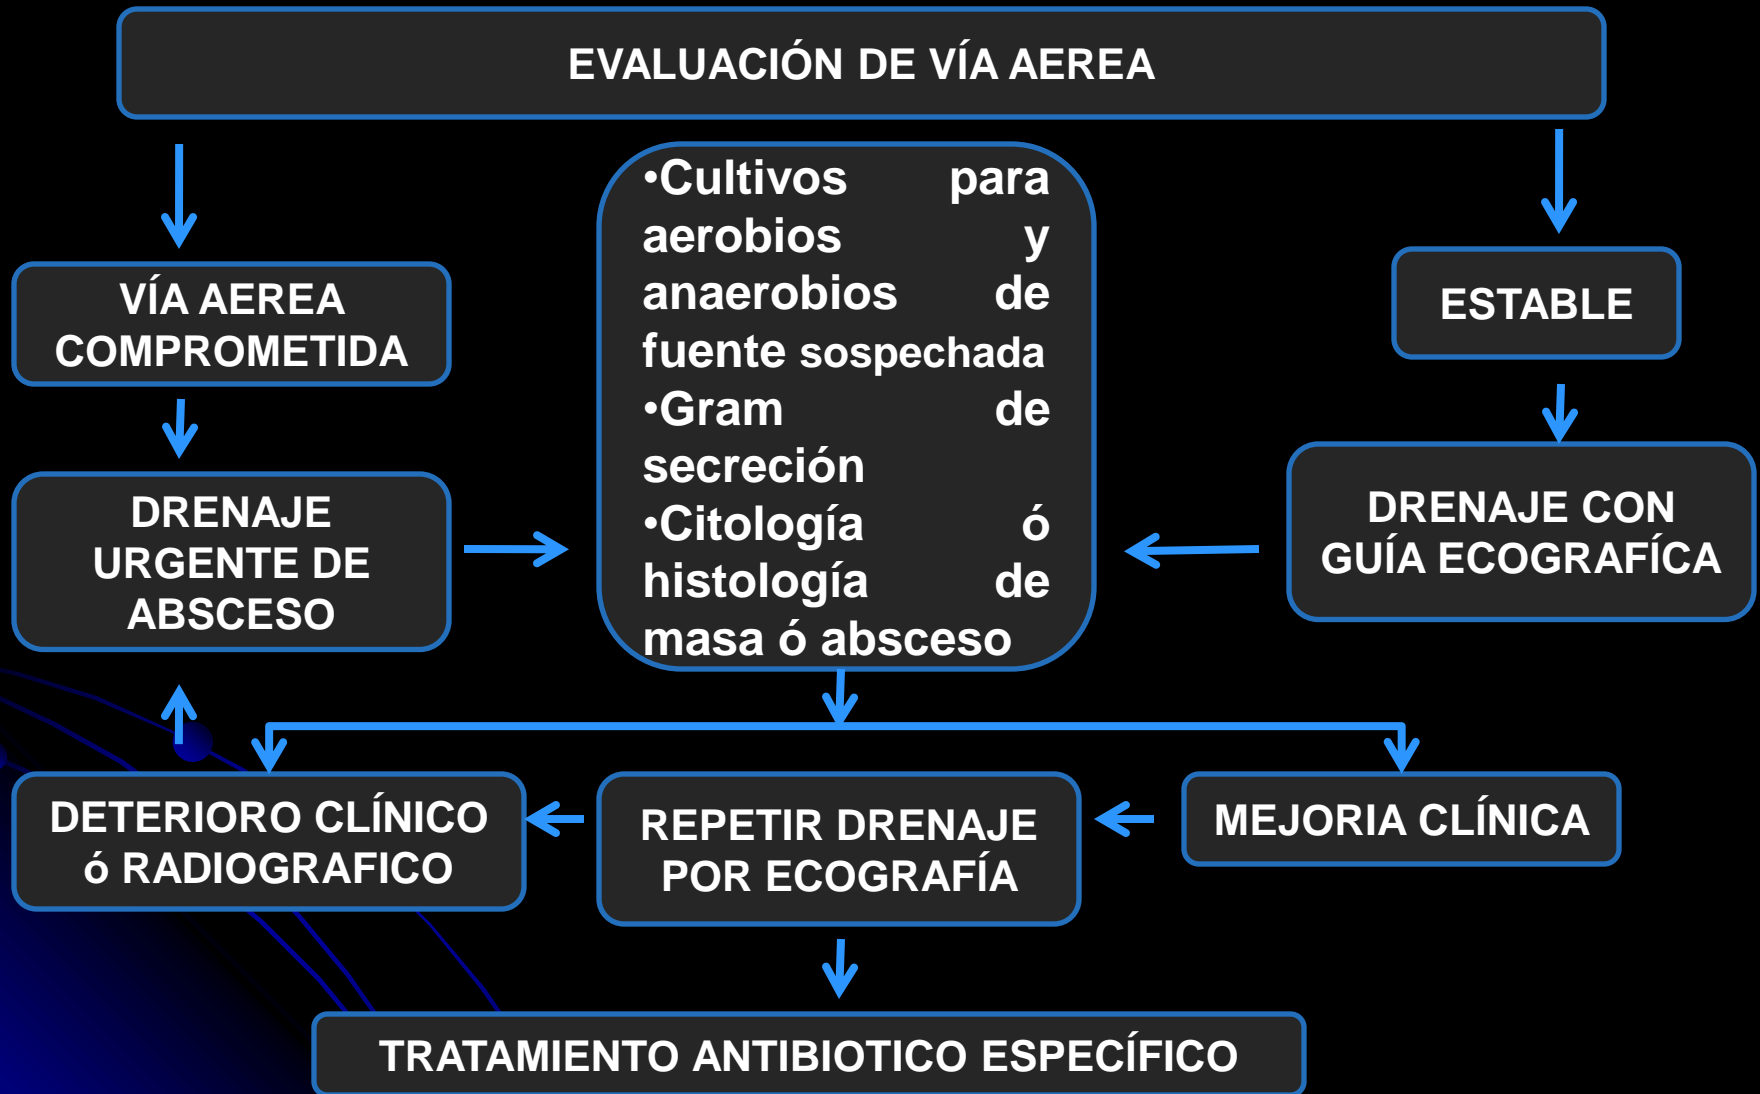 EVALUACIÓN DE VÍA AEREA
VÍA AEREA
COMPROMETIDA
DRENAJE
URGENTE DE
ABSCESO
•Cultivos para
aerobios y
anaerobios de
fuente sospechada
•Gram de
secreción
•Citología ó
histología de
masa ó absceso
ESTABLE
DRENAJE CON
GUÍA ECOGRAFÍCA
DETERIORO CLÍNICO
ó RADIOGRAFICO
REPETIR DRENAJE
POR ECOGRAFÍA
MEJORIA CLÍNICA
TRATAMIENTO ANTIBIOTICO ESPECÍFICO